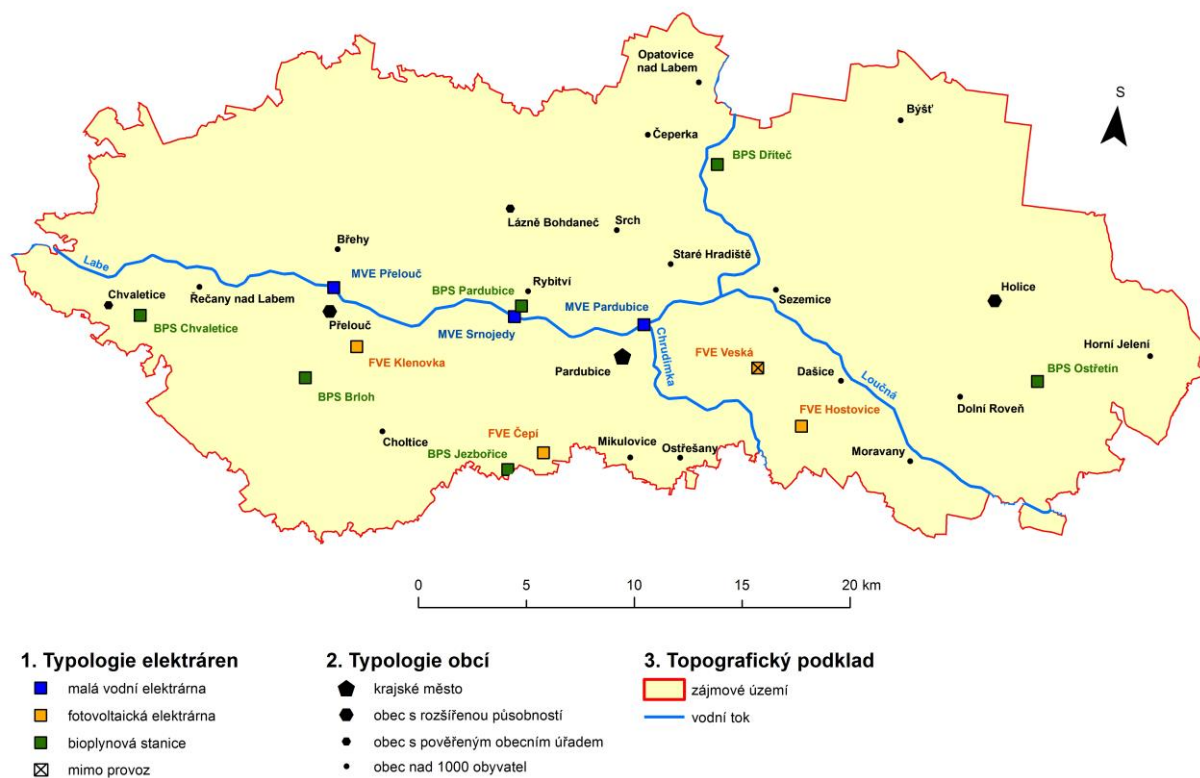 Opatovice
nad Labem
Býšť
S
Čeperka
BPS Dříteč
Lázně Bohdaneč
Srch
Břehy
Staré Hradiště
Labe
MVE Přelouč
BPS Pardubice
Rybitví
MVE Pardubice
Sezemice
Holice
Chvaletice
Řečany nad Labem
BPS Chvaletice
Přelouč
MVE Srnojedy
Chrudimka
Horní Jelení
FVE Klenovka
Pardubice
FVE Veská
Dašice
Loučná
BPS Ostřetín
BPS Brloh
Dolní Roveň
FVE Hostovice
Choltice
FVE Čepí
Mikulovice
Ostřešany
BPS Jezbořice
Moravany
0 5 10 15 20 km
1. Typologie elektráren
malá vodní elektrárna
fotovoltaická elektrárna
bioplynová stanice
mimo provoz
2. Typologie obcí
krajské město
obec s rozšířenou působností
obec s pověřeným obecním úřadem
obec nad 1000 obyvatel
3. Topografický podklad
zájmové území
vodní tok